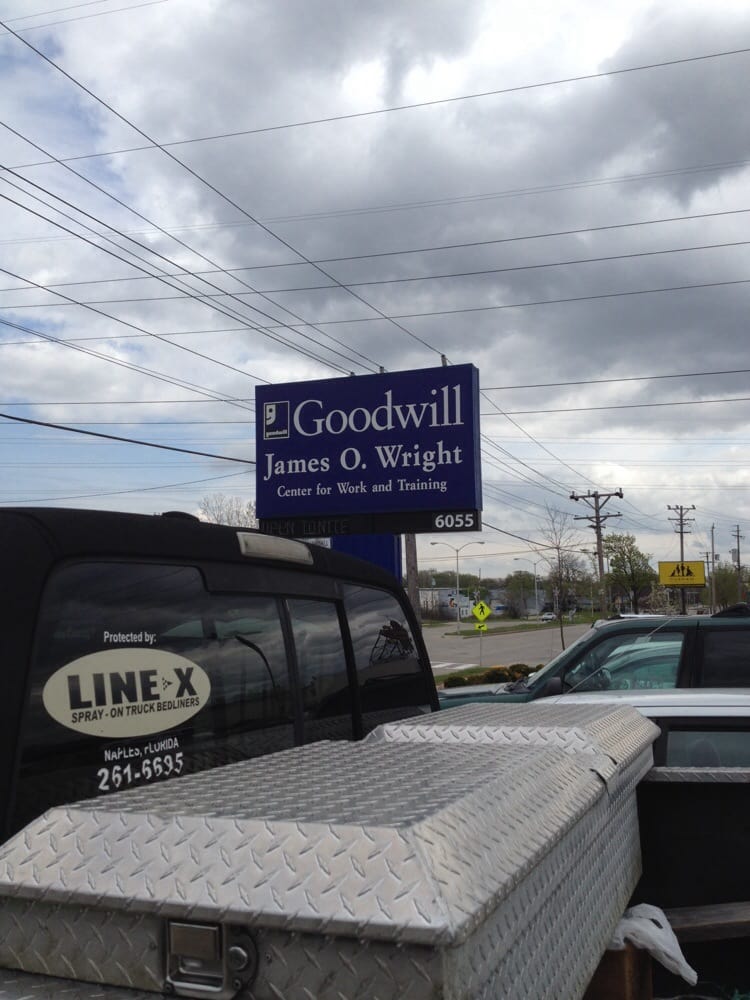 Goodwill
goodwill
James O. Wright
Center for Work and Training
6055
Protected by:
LINE-X
SPRAY-ON TRUCK BEDLINERS
NAPLES, FLORIDA
261-6695